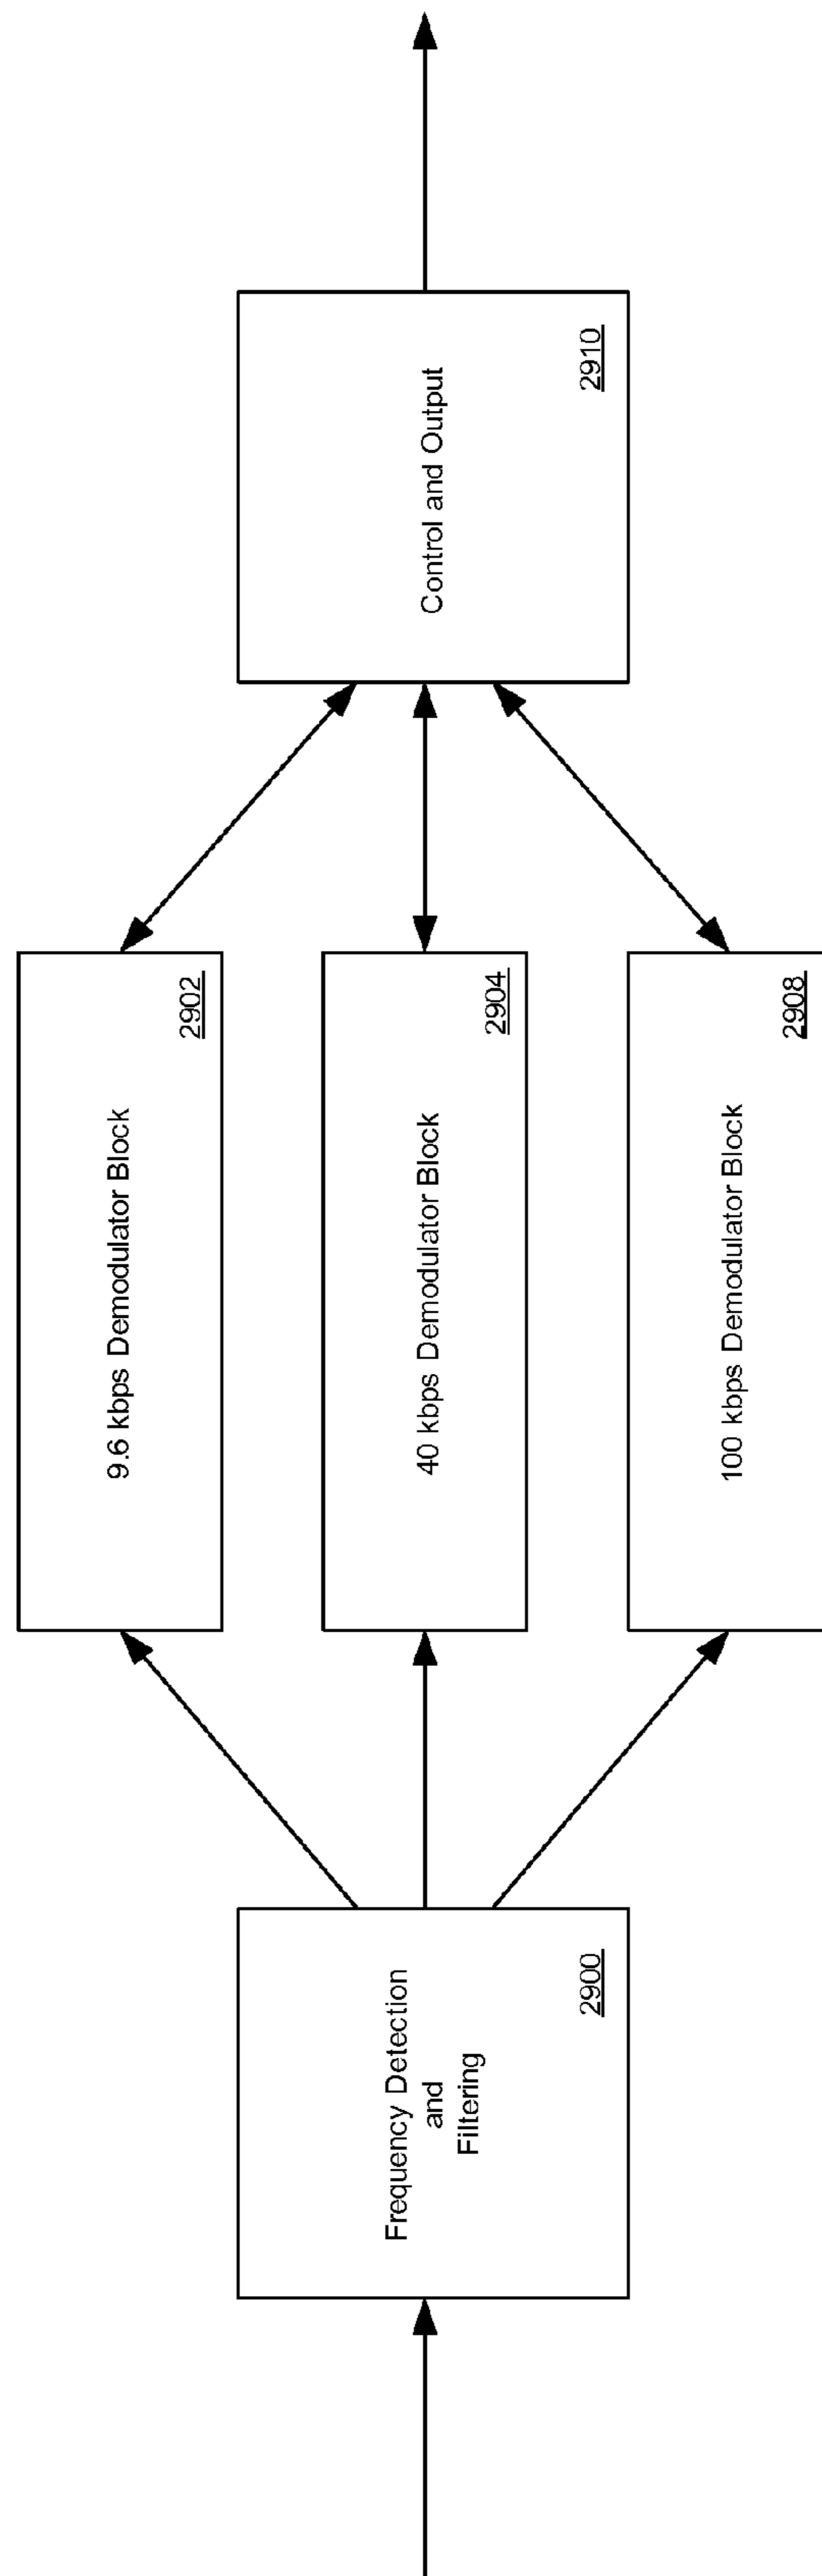 Frequency Detection
and
Filtering
2900
9.6 kbps Demodulator Block
2902
40 kbps Demodulator Block
2904
100 kbps Demodulator Block
2908
Control and Output
2910